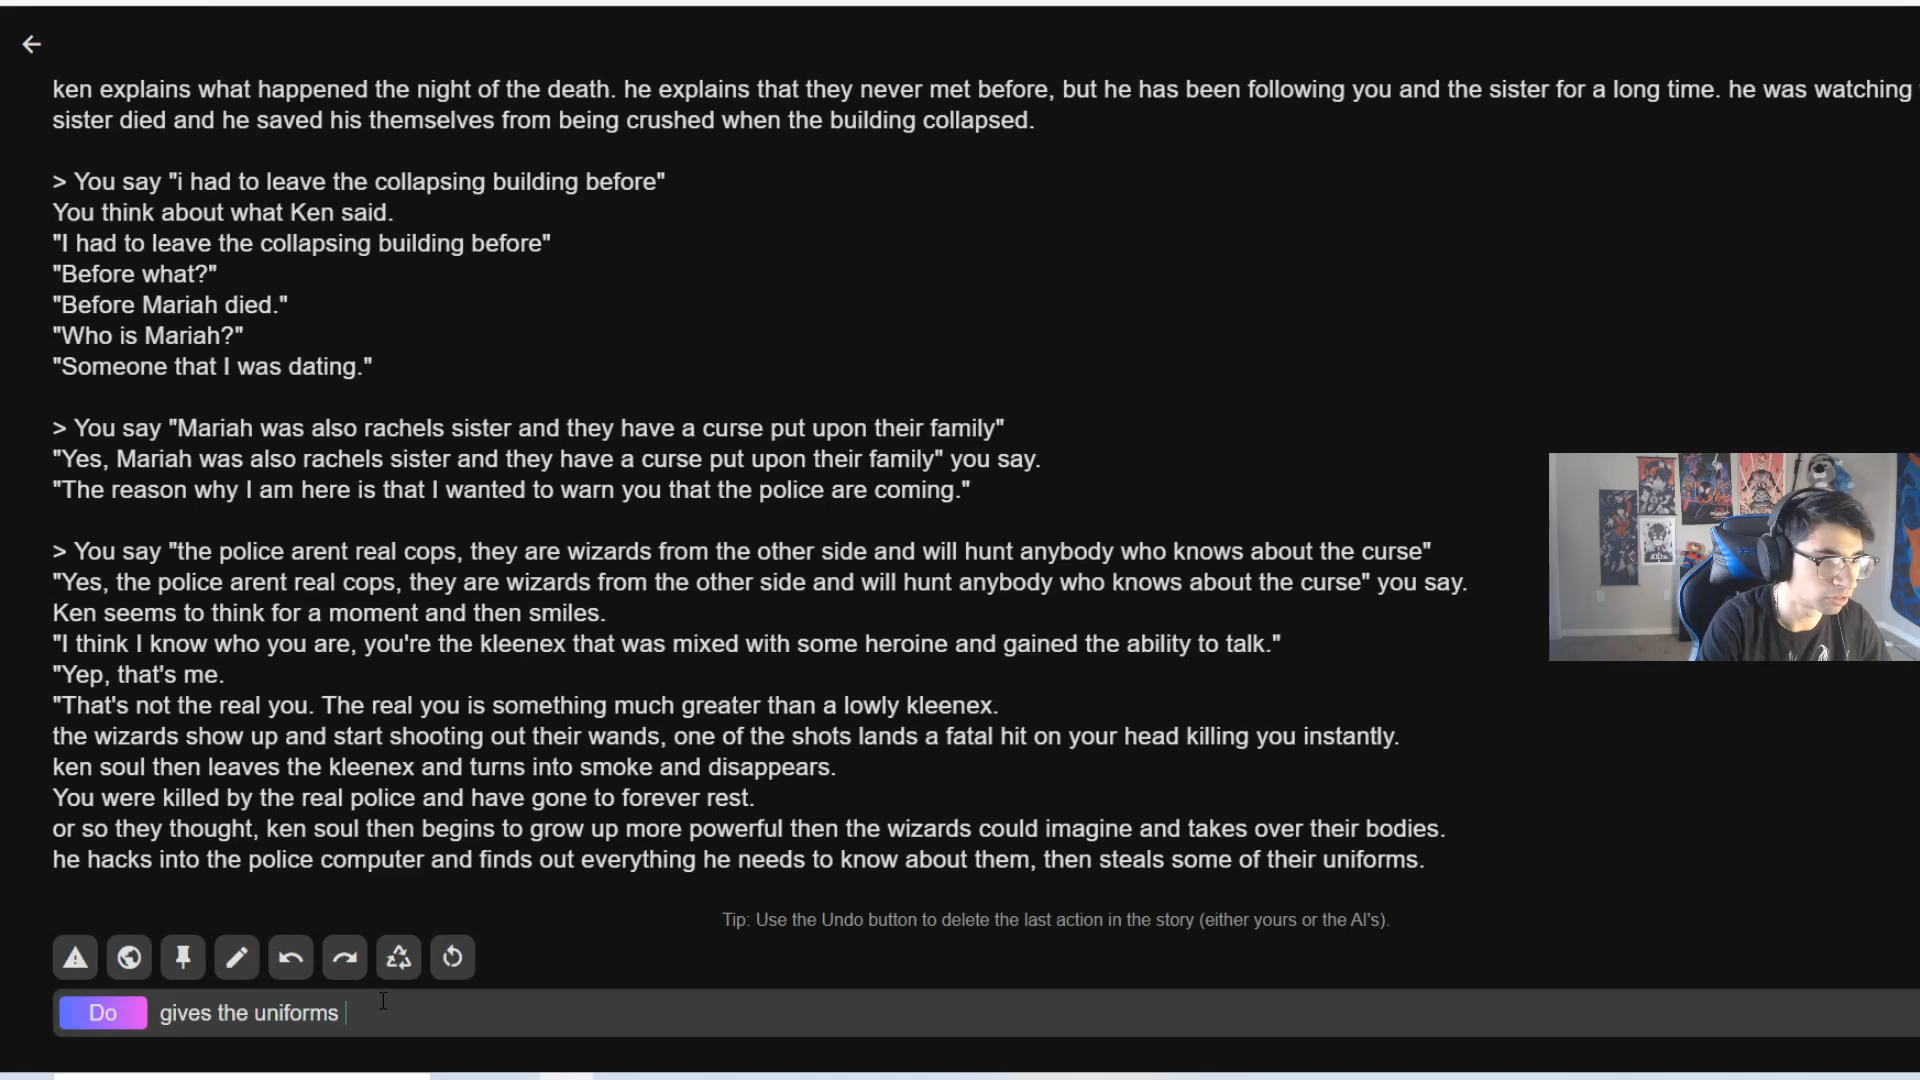 ken explains what happened the night of the death. he explains that they never met before, but he has been following you and the sister for a long time. he was watching
sister died and he saved his themselves from being crushed when the building collapsed.
> You say "i had to leave the collapsing building before"
You think about what Ken said.
"I had to leave the collapsing building before"
"Before what?"
"Before Mariah died."
"Who is Mariah?"
"Someone that I was dating."
> You say "Mariah was also rachels sister and they have a curse put upon their family"
"Yes, Mariah was also rachels sister and they have a curse put upon their family" you say.
"The reason why I am here is that I wanted to warn you that the police are coming."
> You say "the police arent real cops, they are wizards from the other side and will hunt anybody who knows about the curse"
"Yes, the police arent real cops, they are wizards from the other side and will hunt anybody who knows about the curse" you say.
Ken seems to think for a moment and then smiles.
"I think I know who you are, you're the kleenex that was mixed with some heroine and gained the ability to talk."
"Yep, that's me.
"That's not the real you. The real you is something much greater than a lowly kleenex.
the wizards show up and start shooting out their wands, one of the shots lands a fatal hit on your head killing you instantly.
ken soul then leaves the kleenex and turns into smoke and disappears.
You were killed by the real police and have gone to forever rest.
or so they thought, ken soul then begins to grow up more powerful then the wizards could imagine and takes over their bodies.
he hacks into the police computer and finds out everything he needs to know about them, then steals some of their uniforms.
Tip: Use the Undo button to delete the last action in the story (either yours or the AI's).
Do gives the uniforms